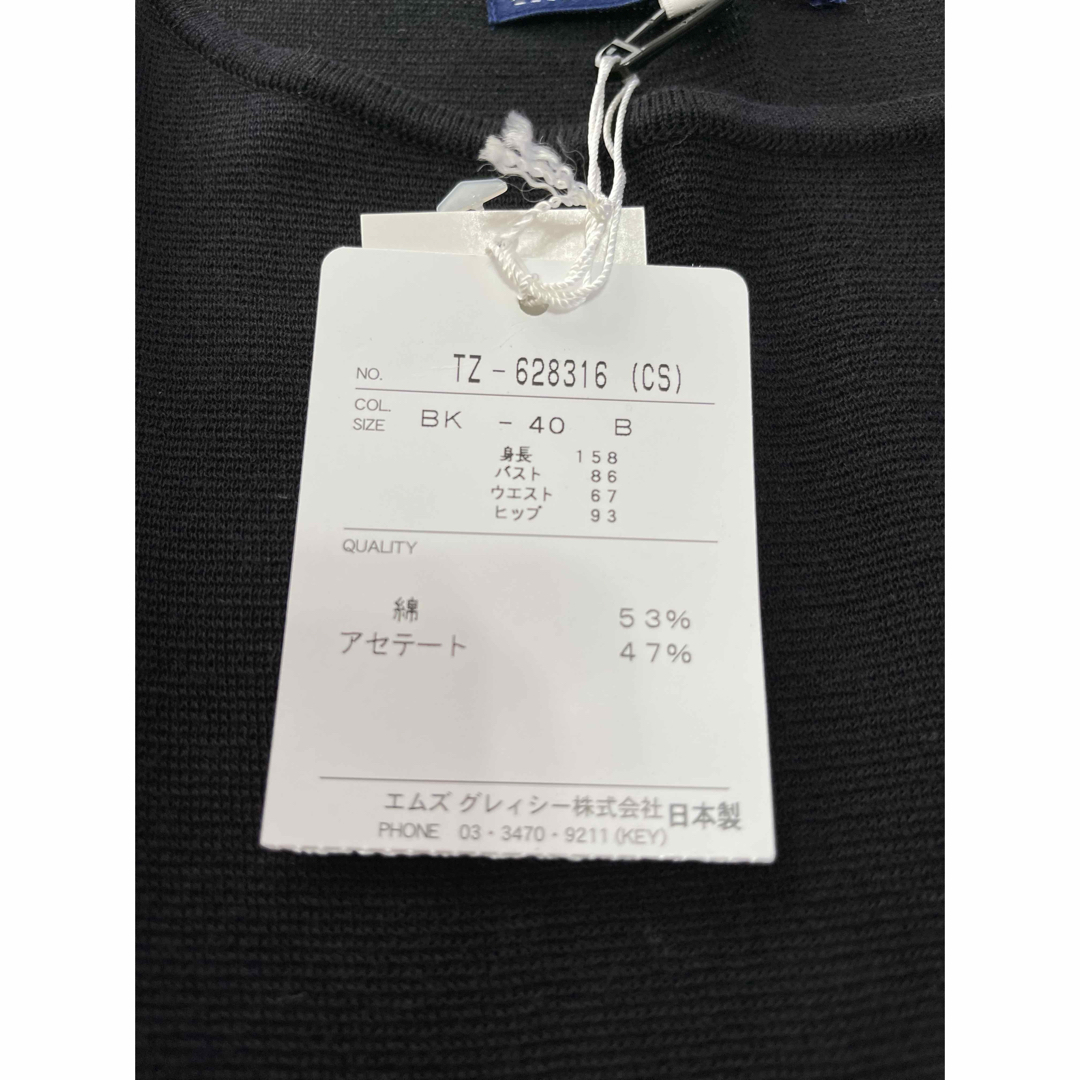 NO. TZ-628316 (CS)
COL.
SIZE BK -40 B
身長 158
バスト 86
ウエスト 67
ヒップ 93
QUALITY
綿 53%
アセテート 47%
エムズ グレィシー株式会社 日本製
PHONE 03-3470-9211 (KEY)